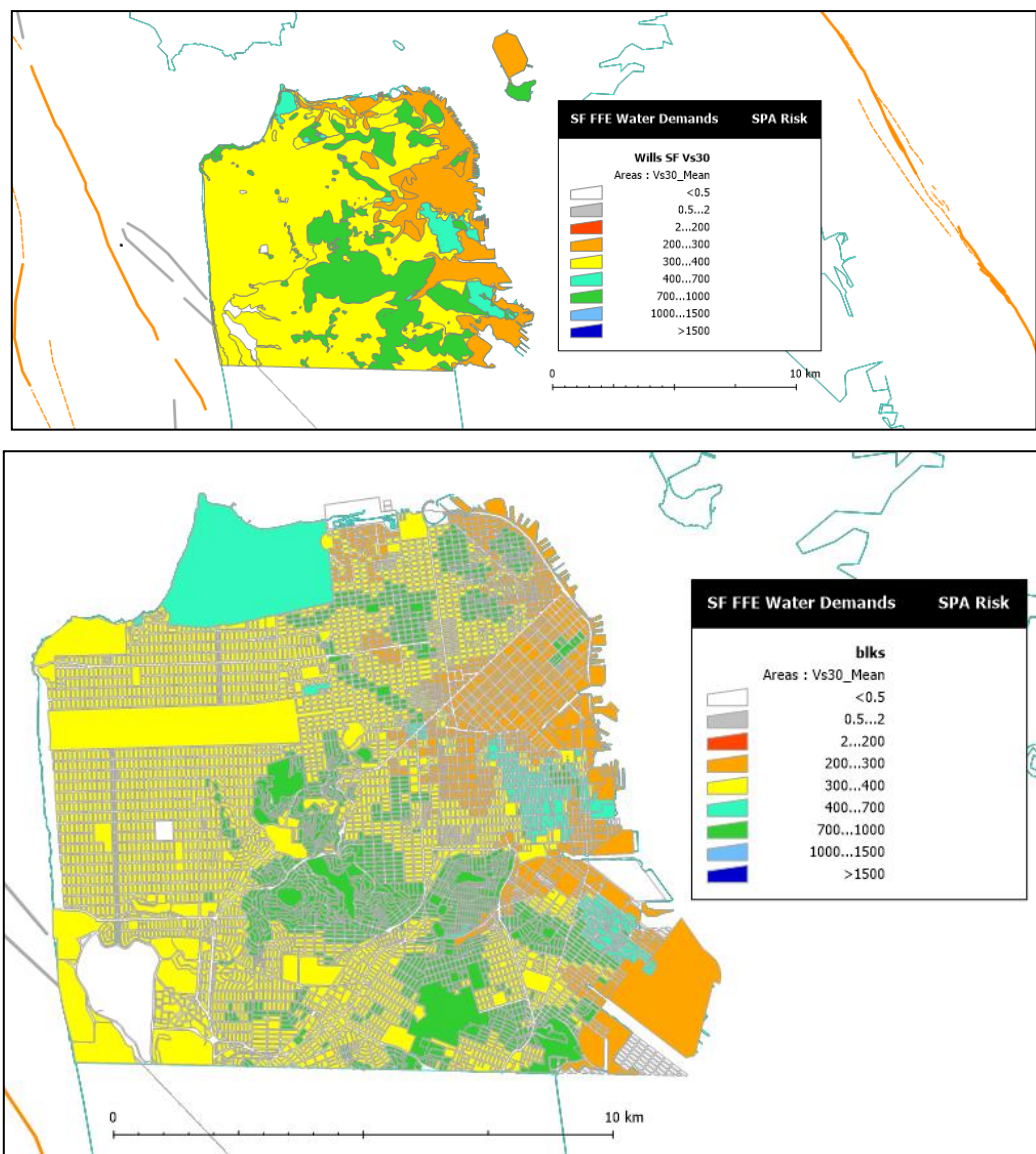 SF FFE Water Demands SPA Risk
Wills SF Vs30
Areas : Vs30_Mean
<0.5
0.5...2
2...200
200...300
300...400
400...700
700...1000
1000...1500
>1500
0 10 km
SF FFE Water Demands SPA Risk
blks
Areas : Vs30_Mean
<0.5
0.5...2
2...200
200...300
300...400
400...700
700...1000
1000...1500
>1500
0 10 km